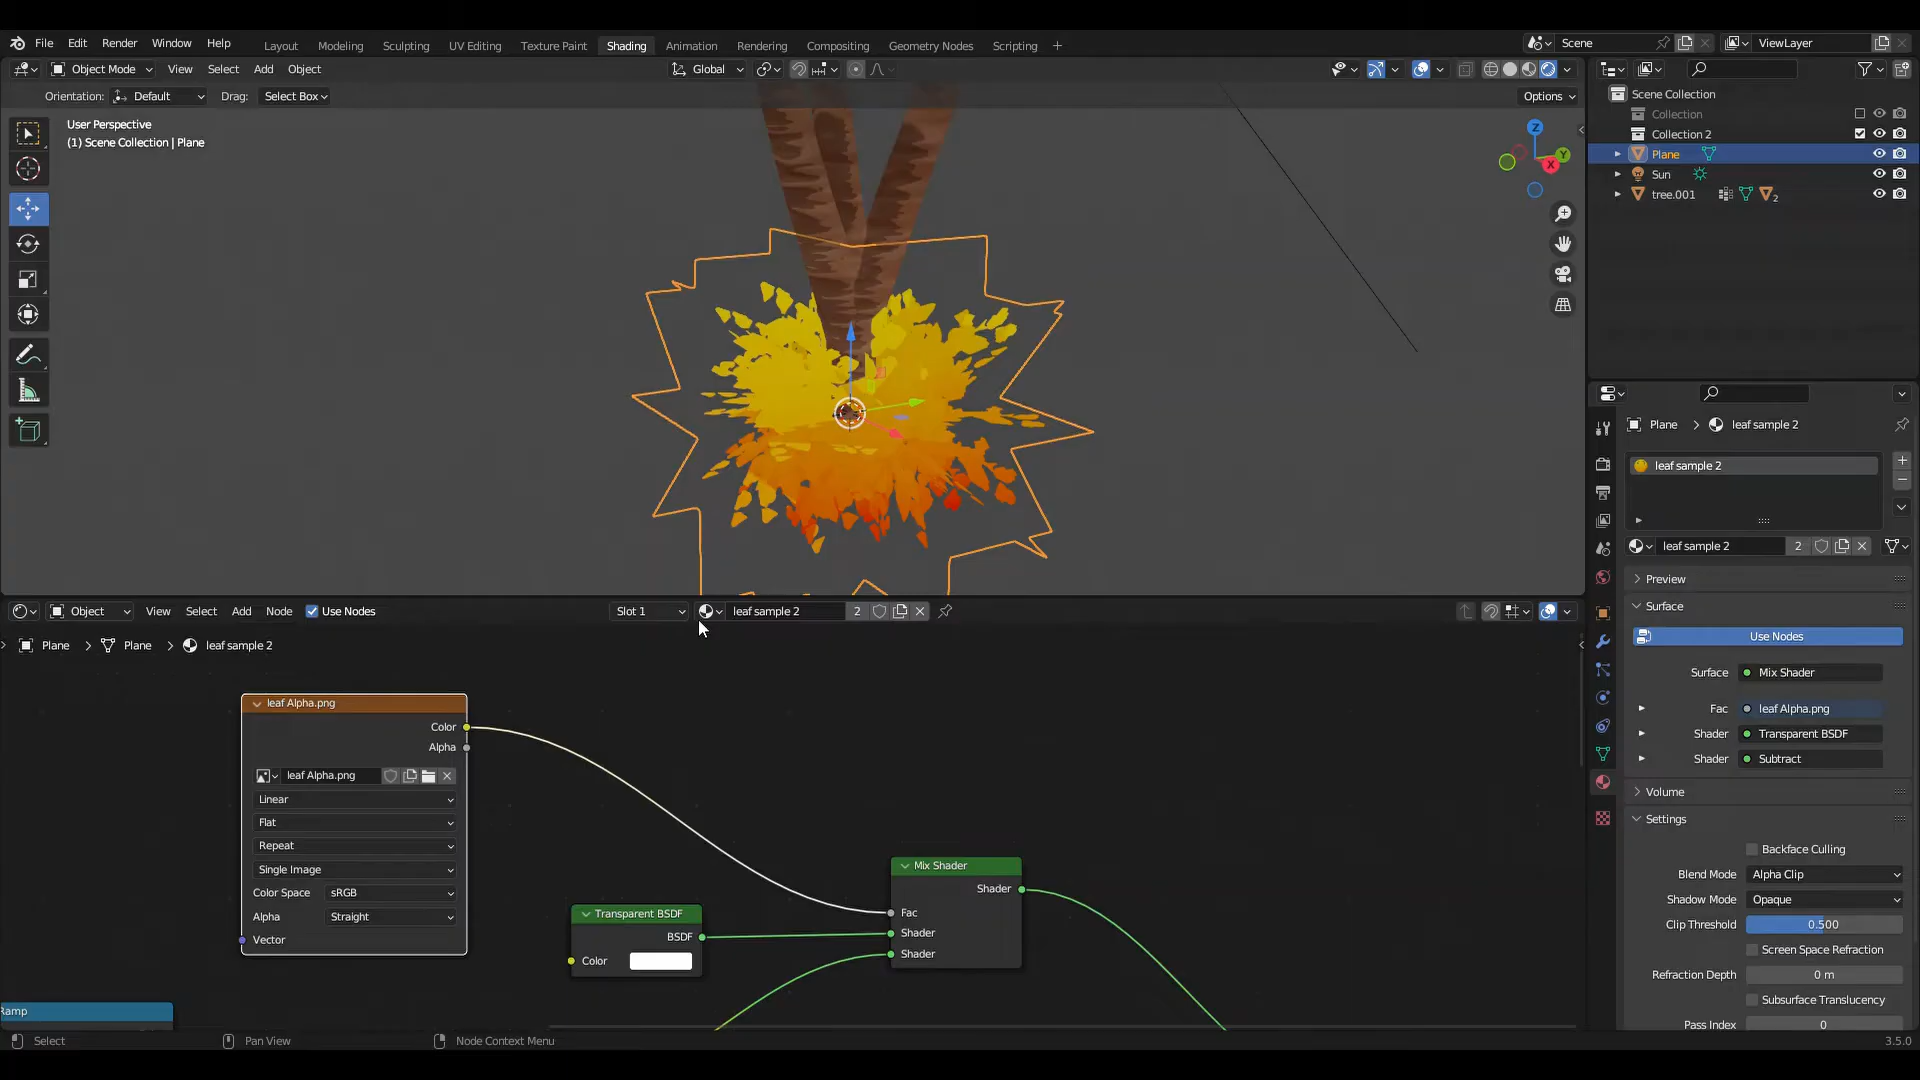 File Edit Render Window Help Layout Modeling Sculpting UV Editing Texture Paint Shading Animation Rendering Compositing Geometry Nodes Scripting + Scene ViewLayer
Object Mode View Select Add Object Global
Orientation: Default Drag: Select Box Options
User Perspective
(1) Scene Collection | Plane
Z
Y
X
Scene Collection
Collection
Collection 2
Plane
Sun
tree.001 2
Plane > leaf sample 2
leaf sample 2
leaf sample 2 2
Preview
Surface
Use Nodes
Surface Mix Shader
Fac leaf Alpha.png
Shader Transparent BSDF
Shader Subtract
Volume
Settings
Backface Culling
Blend Mode Alpha Clip
Shadow Mode Opaque
Clip Threshold 0.500
Screen Space Refraction
Refraction Depth 0 m
Subsurface Translucency
Pass Index 0
Object View Select Add Node Use Nodes Slot 1 leaf sample 2 2
Plane > Plane > leaf sample 2
leaf Alpha.png
Color
Alpha
leaf Alpha.png
Linear
Flat
Repeat
Single Image
Color Space sRGB
Alpha Straight
Vector
Transparent BSDF
BSDF
Color
Mix Shader
Shader
Fac
Shader
Shader
Ramp
Select Pan View Node Context Menu 3.5.0